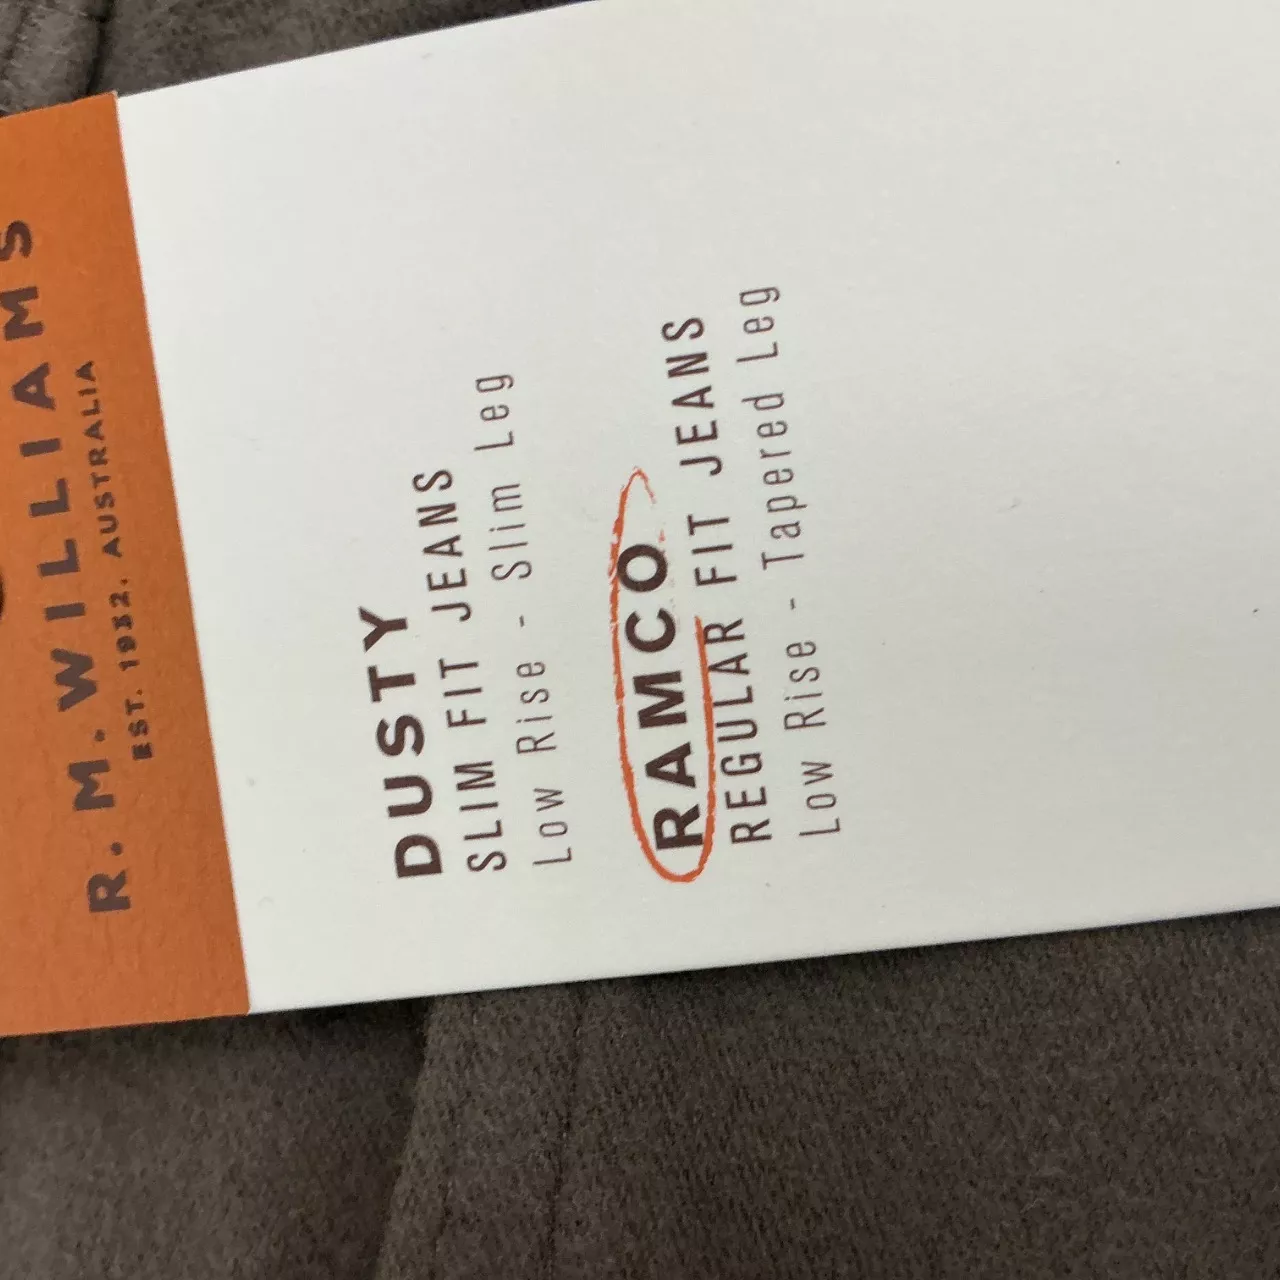 R. M. WILLIAMS
EST. 1932. AUSTRALIA
DUSTY
SLIM FIT JEANS
Low Rise - Slim Leg
RAMCO
REGULAR FIT JEANS
Low Rise - Tapered Leg